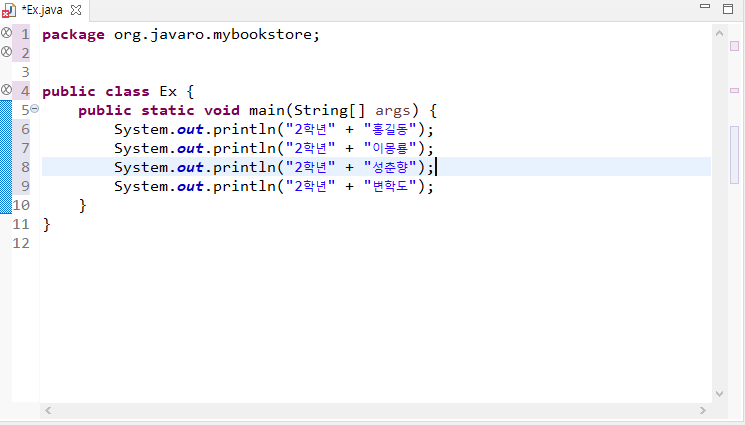 *Ex.java
1 package org.javaro.mybookstore;
2
3
4 public class Ex {
5     public static void main(String[] args) {
6         System.out.println("2학년" + "홍길동");
7         System.out.println("2학년" + "이몽룡");
8         System.out.println("2학년" + "성춘향");
9         System.out.println("2학년" + "변학도");
10     }
11 }
12